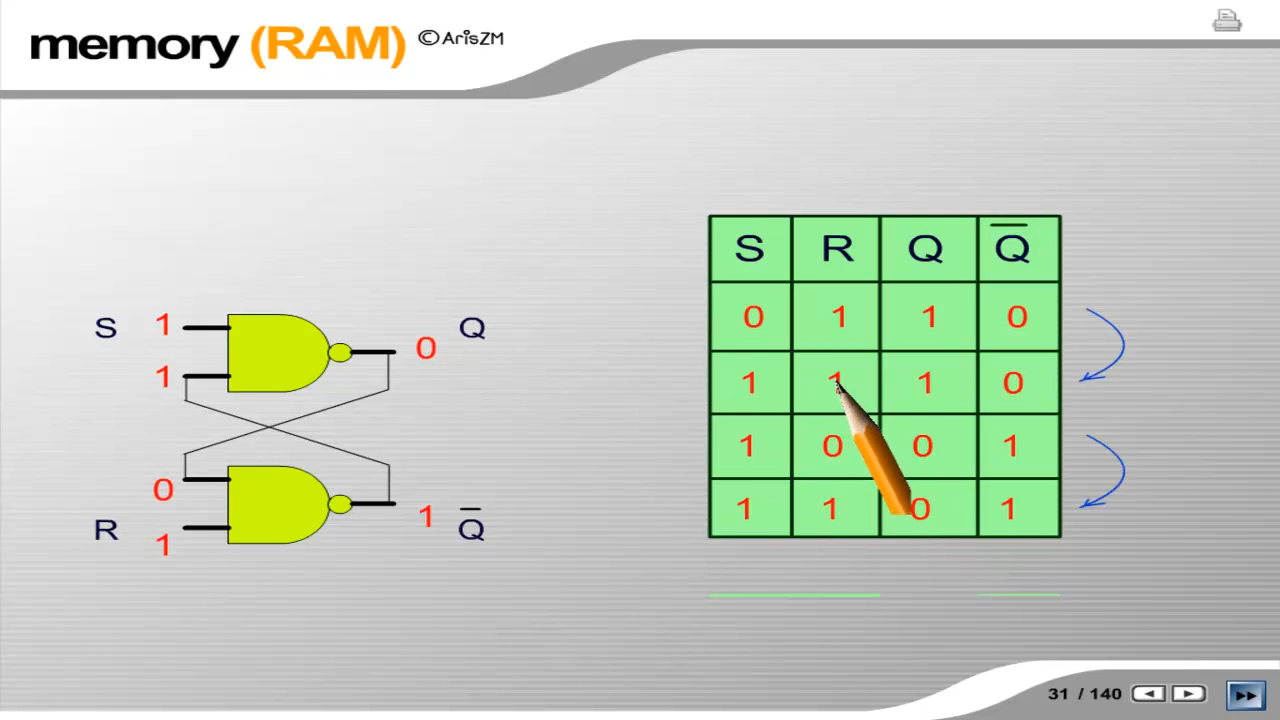 memory (RAM) © ArisZM
S 1
1
0 Q
0
R 1
1 Q̅
S R Q Q̅
0 1 1 0
1 1 1 0
1 0 0 1
1 1 0 1
31 / 140